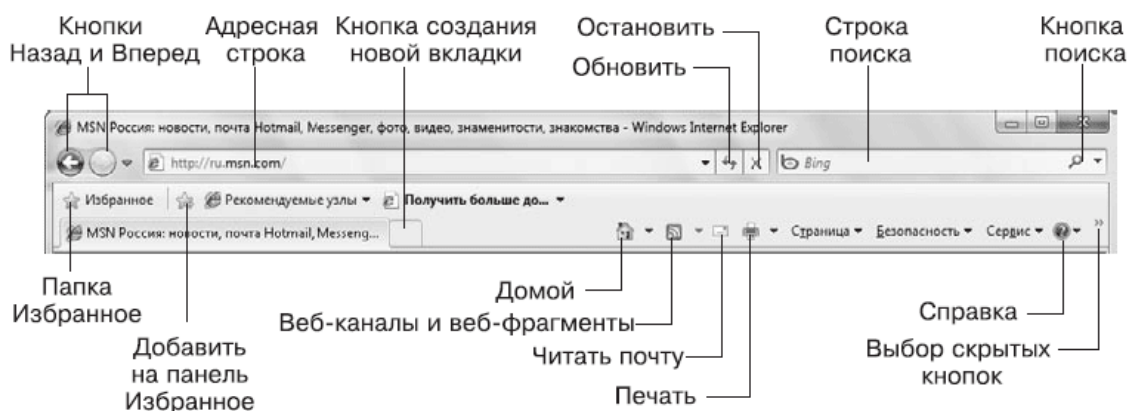 Кнопки
Назад и Вперед
Адресная
строка
Кнопка создания
новой вкладки
Остановить
Обновить
Строка
поиска
Кнопка
поиска
MSN Россия: новости, почта Hotmail, Messenger, фото, видео, знаменитости, знакомства - Windows Internet Explorer
http://ru.msn.com/
Bing
Избранное
Рекомендуемые узлы
Получить больше до...
MSN Россия: новости, почта Hotmail, Messeng...
Страница
Безопасность
Сервис
Папка
Избранное
Добавить
на панель
Избранное
Домой
Веб-каналы и веб-фрагменты
Читать почту
Печать
Справка
Выбор скрытых
кнопок